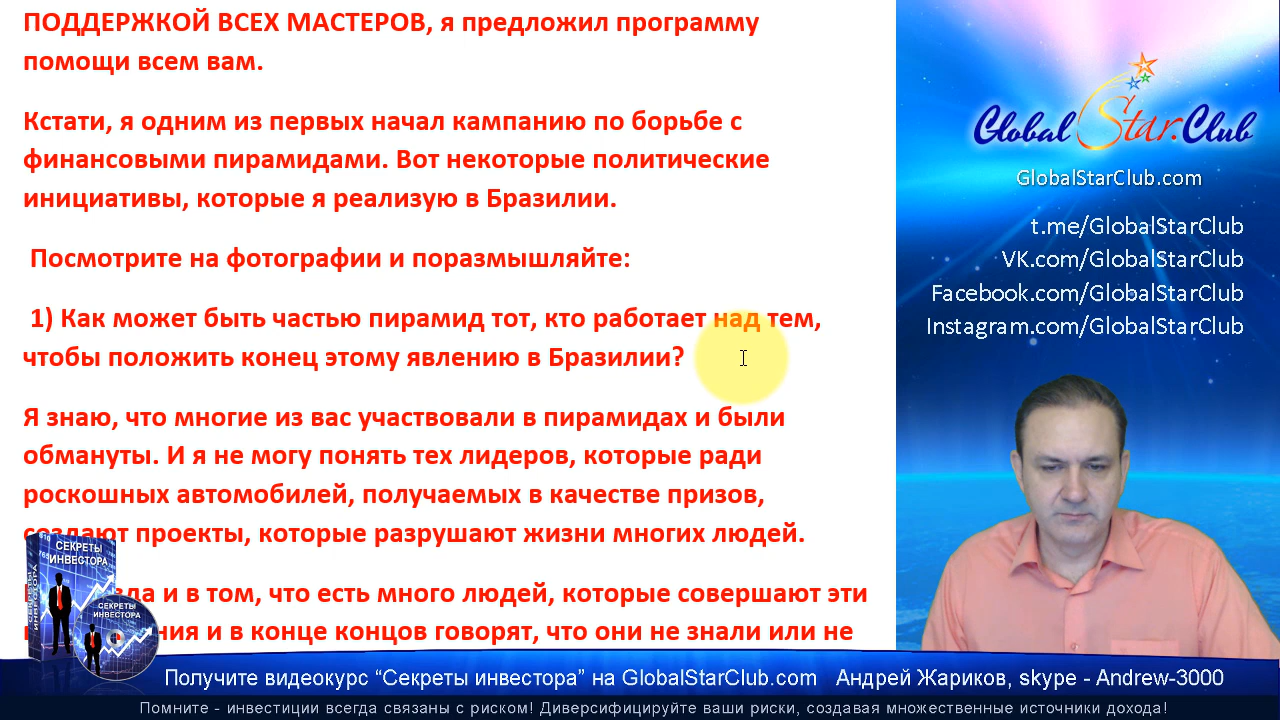 ПОДДЕРЖКОЙ ВСЕХ МАСТЕРОВ, я предложил программу
помощи всем вам.
Кстати, я одним из первых начал кампанию по борьбе с
финансовыми пирамидами. Вот некоторые политические
инициативы, которые я реализую в Бразилии.
Посмотрите на фотографии и поразмышляйте:
1) Как может быть частью пирамид тот, кто работает над тем,
чтобы положить конец этому явлению в Бразилии?
Я знаю, что многие из вас участвовали в пирамидах и были
обмануты. И я не могу понять тех лидеров, которые ради
роскошных автомобилей, получаемых в качестве призов,
создают проекты, которые разрушают жизни многих людей.
и в том, что есть много людей, которые совершают эти
и в конце концов говорят, что они не знали или не
СЕКРЕТЫ
ИНВЕСТОРА
СЕКРЕТЫ
ИНВЕСТОРА
СЕКРЕТЫ
ИНВЕСТОРА
Global Star.Club
GlobalStarClub.com
t.me/GlobalStarClub
VK.com/GlobalStarClub
Facebook.com/GlobalStarClub
Instagram.com/GlobalStarClub
Получите видеокурс “Секреты инвестора” на GlobalStarClub.com Андрей Жариков, skype - Andrew-3000
Помните - инвестиции всегда связаны с риском! Диверсифицируйте ваши риски, создавая множественные источники дохода!